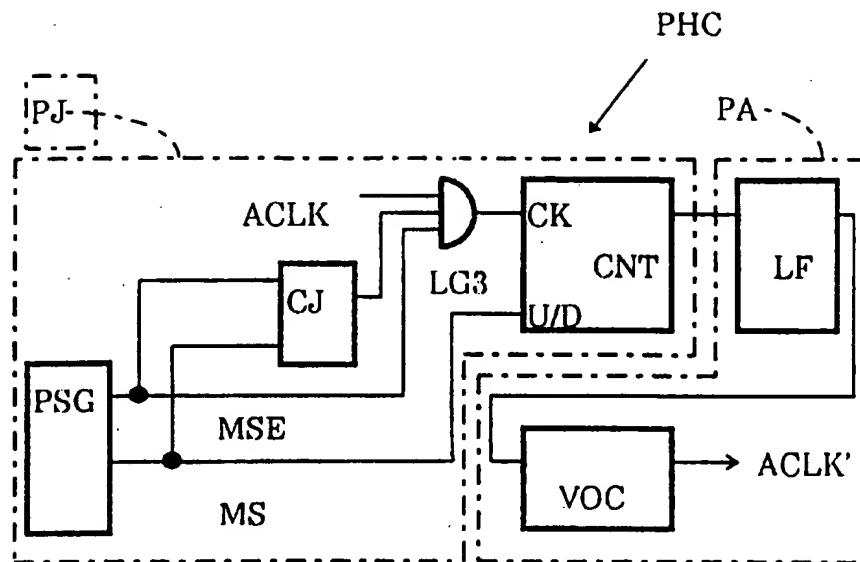 PHC
PJ
PA
ACLK
CK
CNT
U/D
LG3
CJ
LF
PSG
MSE
MS
VOC
ACLK'